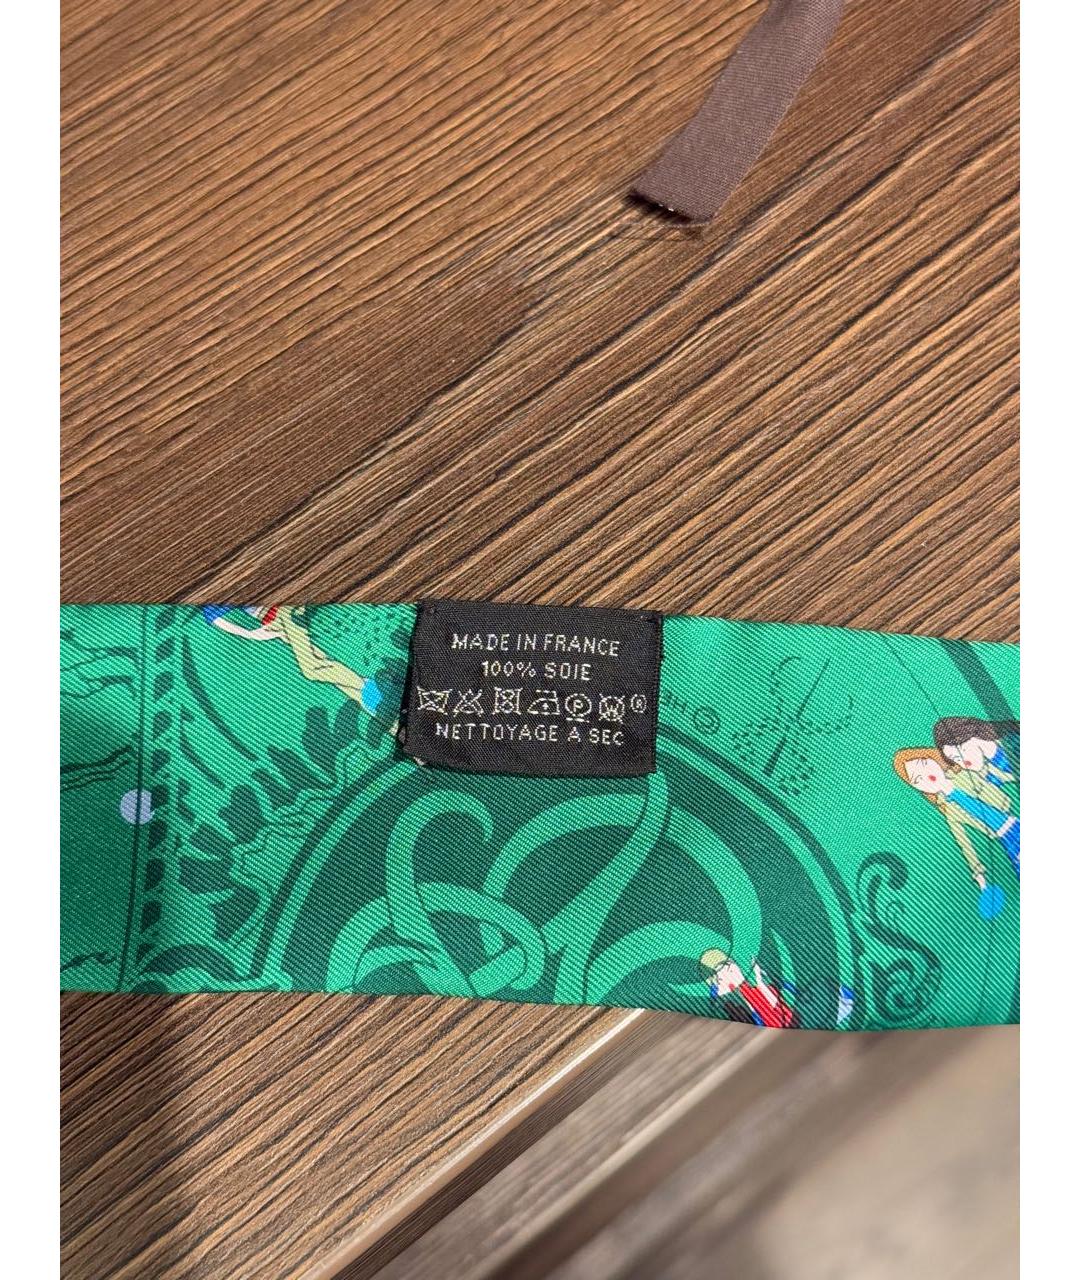 MADE IN FRANCE
100% SOIE
P ®
NETTOYAGE A SEC
©